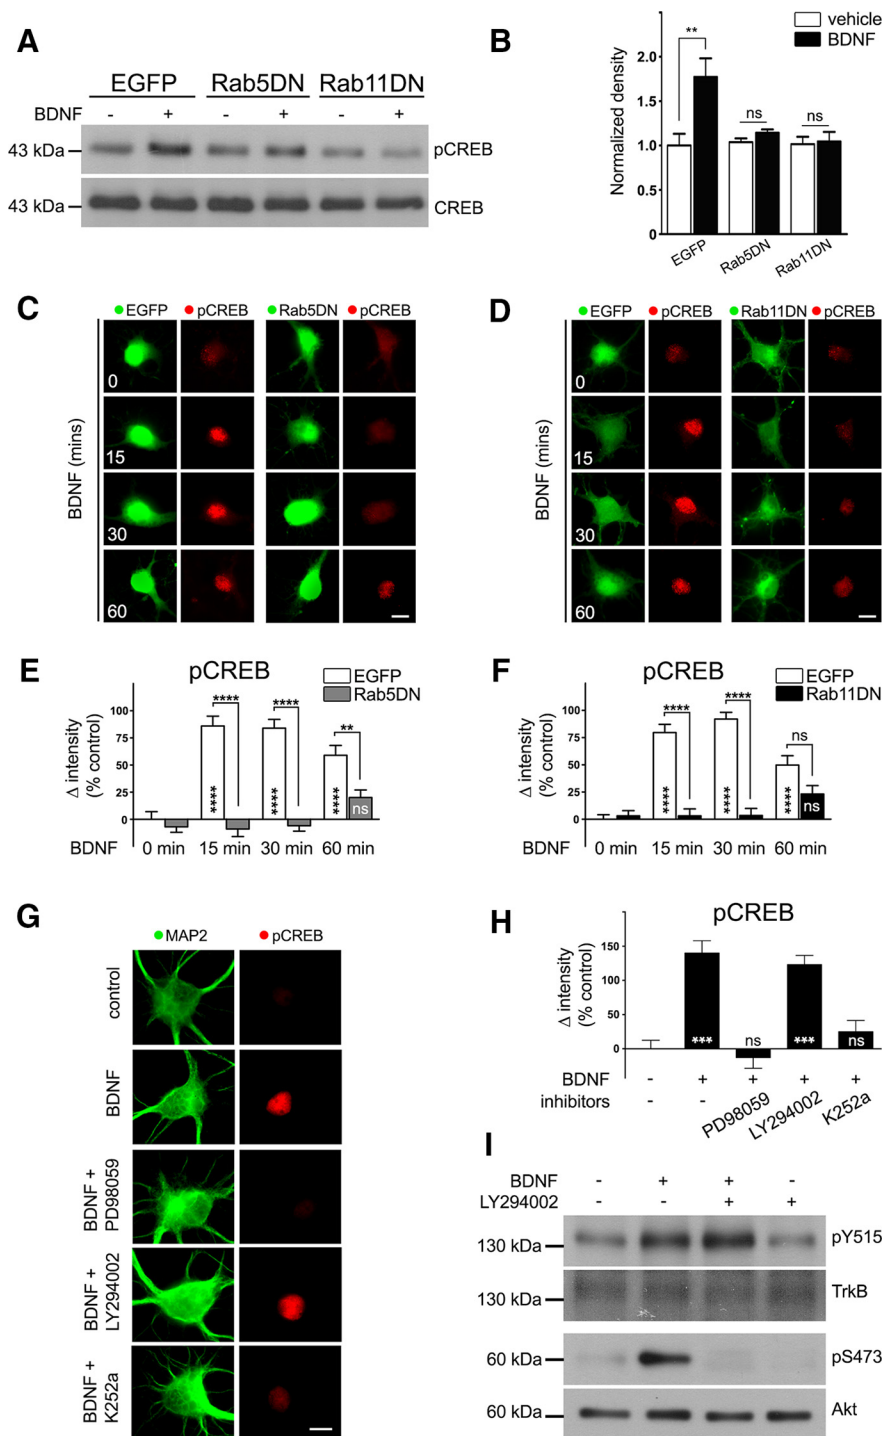 A
EGFP Rab5DN Rab11DN
BDNF - + - + - +
43 kDa pCREB
43 kDa CREB
B
vehicle
BDNF
Normalized density
2.0
1.5
1.0
0.5
0
** ns ns
EGFP Rab5DN Rab11DN
C
EGFP pCREB Rab5DN pCREB
BDNF (mins)
0
15
30
60
D
EGFP pCREB Rab11DN pCREB
BDNF (mins)
0
15
30
60
E
pCREB
EGFP
Rab5DN
Δ intensity
(% control)
100
75
50
25
0
**** **** **
**** **** **** ns
BDNF 0 min 15 min 30 min 60 min
F
pCREB
EGFP
Rab11DN
Δ intensity
(% control)
100
75
50
25
0
**** **** ns
**** **** **** ns
BDNF 0 min 15 min 30 min 60 min
G
MAP2 pCREB
control
BDNF
BDNF +
PD98059
BDNF +
LY294002
BDNF +
K252a
H
pCREB
Δ intensity
(% control)
150
100
50
0
*** ns *** ns
BDNF - + + + +
inhibitors - - PD98059 LY294002 K252a
I
BDNF - + + -
LY294002 - - + +
130 kDa pY515
130 kDa TrkB
60 kDa pS473
60 kDa Akt